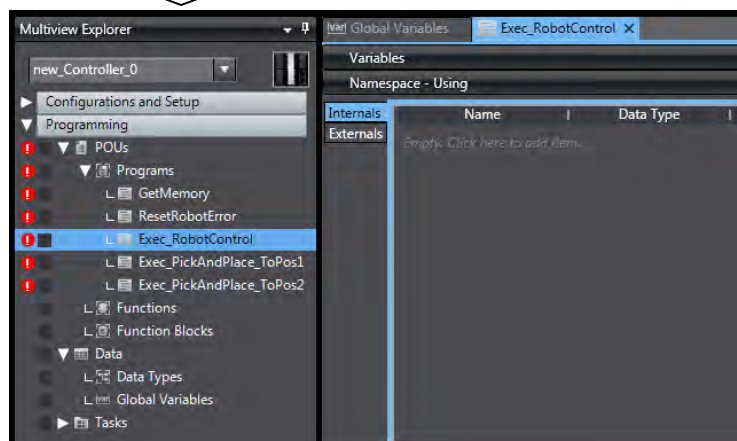 Multiview Explorer
new_Controller_0
Configurations and Setup
Programming
POUs
Programs
GetMemory
ResetRobotError
Exec_RobotControl
Exec_PickAndPlace_ToPos1
Exec_PickAndPlace_ToPos2
Functions
Function Blocks
Data
Data Types
Global Variables
Tasks
var Global Variables Exec_RobotControl
Variables
Namespace - Using
Internals Name Data Type
Externals
Empty. Click here to add item.